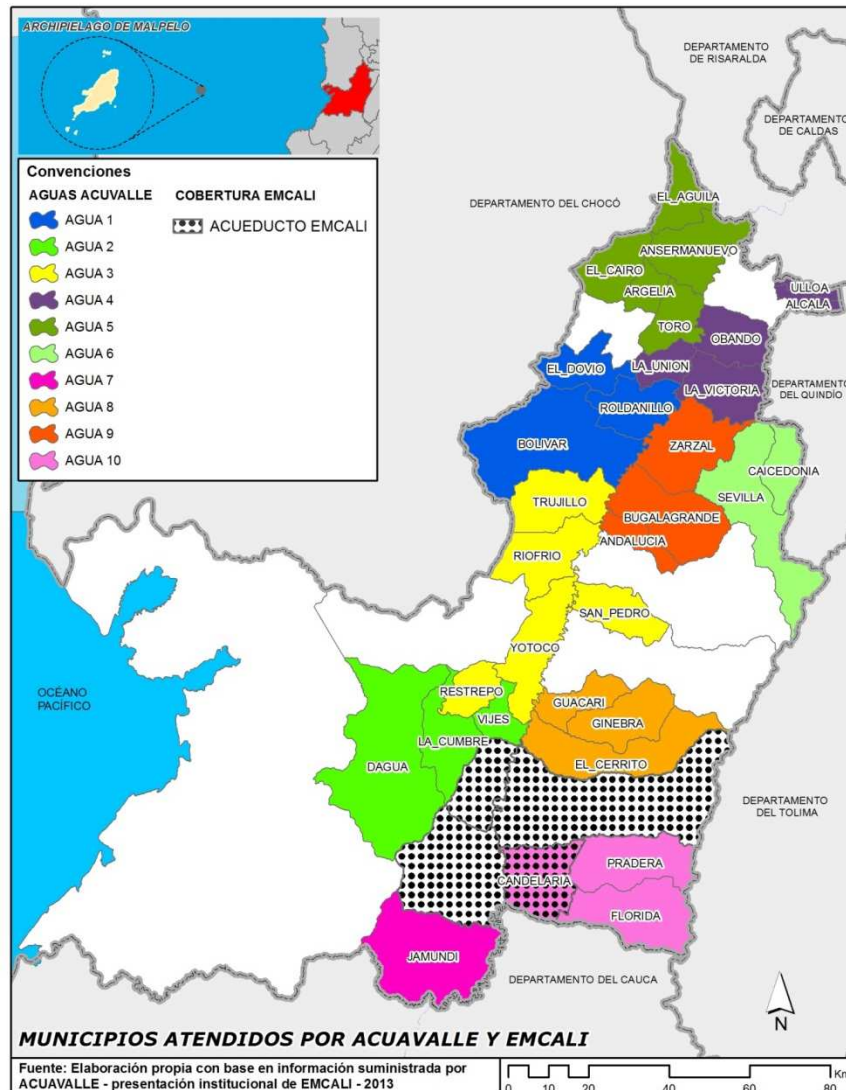 ARCHIPIELAGO DE MALPELO
Convenciones
AGUAS ACUVALLE
AGUA 1
AGUA 2
AGUA 3
AGUA 4
AGUA 5
AGUA 6
AGUA 7
AGUA 8
AGUA 9
AGUA 10
COBERTURA EMCALI
ACUEDUCTO EMCALI
DEPARTAMENTO
DE RISARALDA
DEPARTAMENTO
DE CALDAS
DEPARTAMENTO DEL CHOCÓ
EL_AGUILA
ANSERMANUEVO
EL_CAIRO
ARGELIA
ULLOA
ALCALA
TORO
OBANDO
LA_UNION
EL_DOVIO
LA_VICTORIA
DEPARTAMENTO
DEL QUINDÍO
ROLDANILLO
BOLIVAR
ZARZAL
CAICEDONIA
SEVILLA
TRUJILLO
BUGALAGRANDE
ANDALUCIA
RIOFRIO
SAN_PEDRO
YOTOCO
OCÉANO
PACÍFICO
RESTREPO
VIJES
GUACARI
GINEBRA
LA_CUMBRE
DAGUA
EL_CERRITO
DEPARTAMENTO
DEL TOLIMA
PRADERA
CANDELARIA
FLORIDA
JAMUNDI
DEPARTAMENTO DEL CAUCA
N
MUNICIPIOS ATENDIDOS POR ACUAVALLE Y EMCALI
Fuente: Elaboración propia con base en información suministrada por
ACUAVALLE - presentación institucional de EMCALI - 2013
Km
0 20 40 60 80